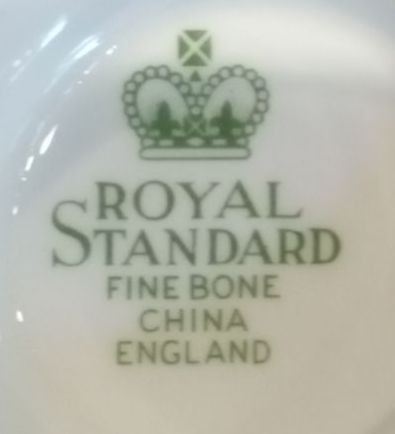 ROYAL
STANDARD
FINE BONE
CHINA
ENGLAND